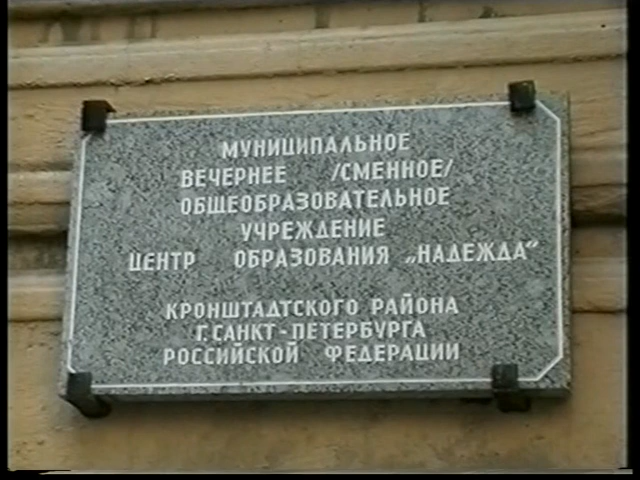 МУНИЦИПАЛЬНОЕ
ВЕЧЕРНЕЕ /СМЕННОЕ/
ОБЩЕОБРАЗОВАТЕЛЬНОЕ
УЧРЕЖДЕНИЕ
ЦЕНТР ОБРАЗОВАНИЯ „НАДЕЖДА“
КРОНШТАДТСКОГО РАЙОНА
Г. САНКТ-ПЕТЕРБУРГА
РОССИЙСКОЙ ФЕДЕРАЦИИ